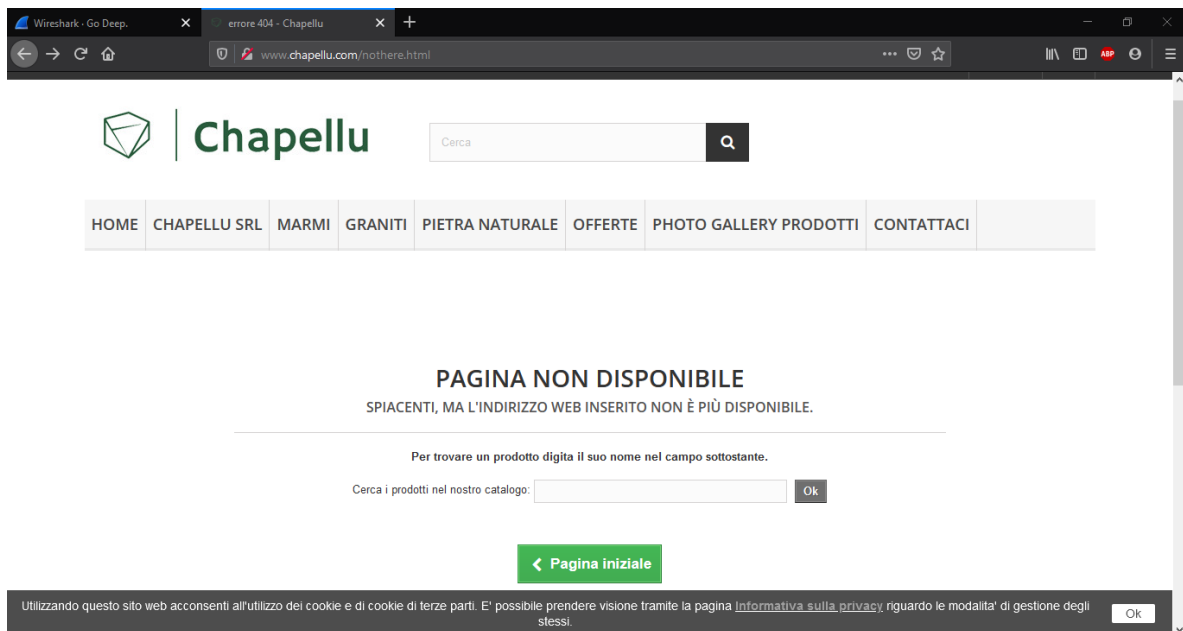 Wireshark · Go Deep.
errore 404 - Chapellu
www.chapellu.com/nothere.html
ABP
Chapellu
Cerca
HOME CHAPELLU SRL MARMI GRANITI PIETRA NATURALE OFFERTE PHOTO GALLERY PRODOTTI CONTATTACI
PAGINA NON DISPONIBILE
SPIACENTI, MA L'INDIRIZZO WEB INSERITO NON È PIÙ DISPONIBILE.
Per trovare un prodotto digita il suo nome nel campo sottostante.
Cerca i prodotti nel nostro catalogo:
Ok
Pagina iniziale
Utilizzando questo sito web acconsenti all'utilizzo dei cookie e di cookie di terze parti. E' possibile prendere visione tramite la pagina Informativa sulla privacy riguardo le modalita' di gestione degli
stessi.
Ok